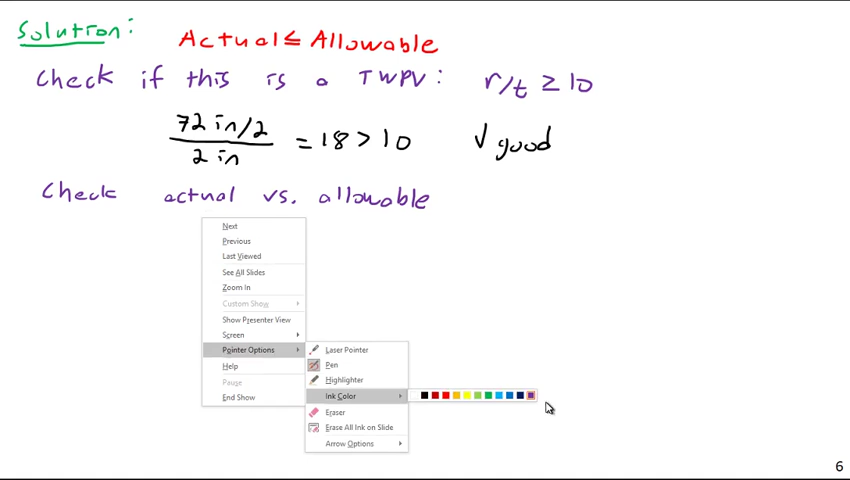 Solution:
Actual ≤ Allowable
Check if this is a TWPV: r/t ≥ 10
72 in/2
2 in
= 18 > 10 ✓ good
Check actual vs. allowable
Next
Previous
Last Viewed
See All Slides
Zoom In
Custom Show
Show Presenter View
Screen
Pointer Options
Help
Pause
End Show
Laser Pointer
Pen
Highlighter
Ink Color
Eraser
Erase All Ink on Slide
Arrow Options
6